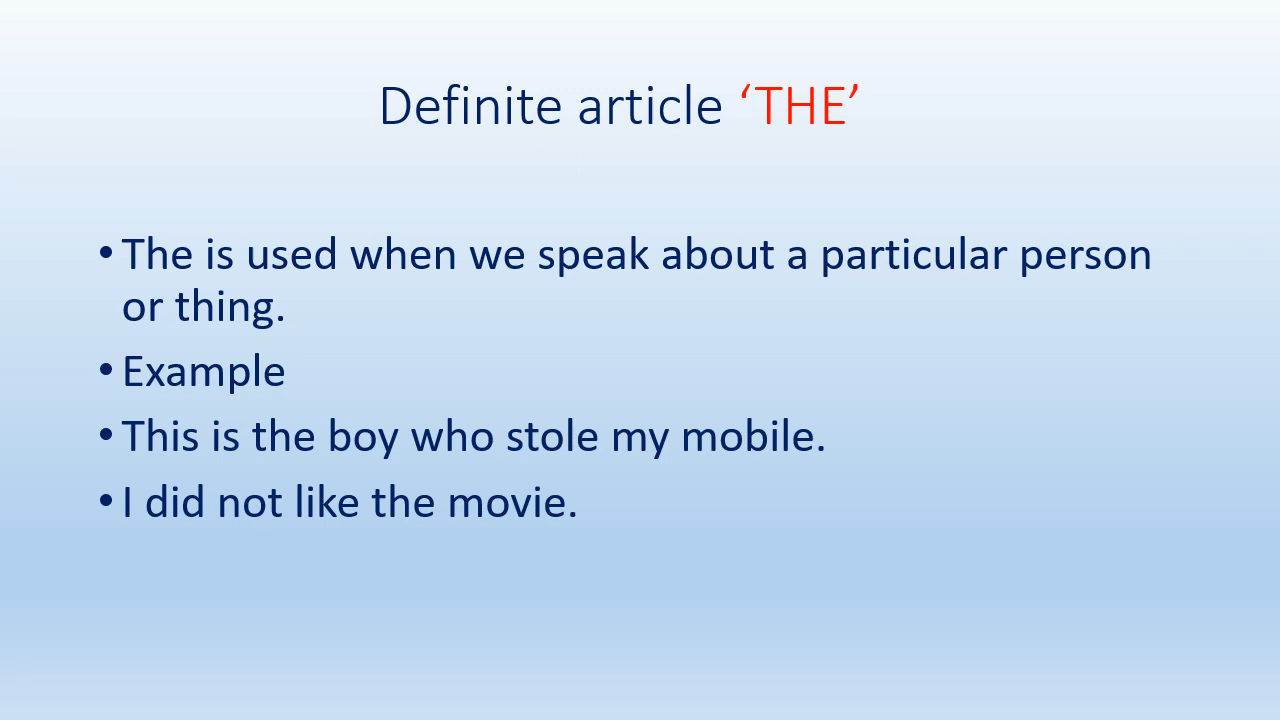 Definite article ‘THE’
• The is used when we speak about a particular person
or thing.
• Example
• This is the boy who stole my mobile.
• I did not like the movie.